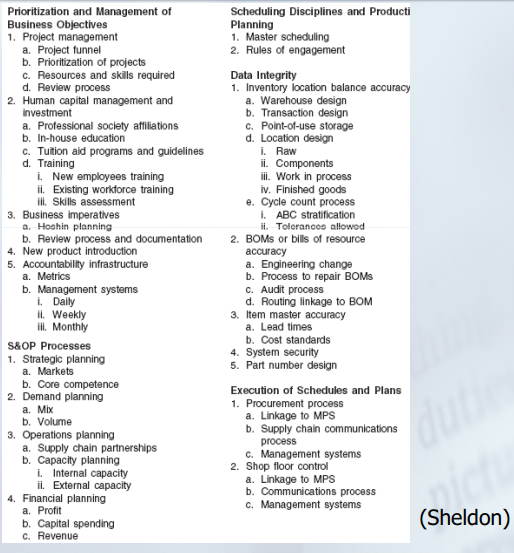 Prioritization and Management of
Business Objectives
1. Project management
a. Project funnel
b. Prioritization of projects
c. Resources and skills required
d. Review process
2. Human capital management and
investment
a. Professional society affiliations
b. In-house education
c. Tuition aid programs and guidelines
d. Training
i. New employees training
ii. Existing workforce training
iii. Skills assessment
3. Business imperatives
a. Hoshin planning
b. Review process and documentation
4. New product introduction
5. Accountability infrastructure
a. Metrics
b. Management systems
i. Daily
ii. Weekly
iii. Monthly
S&OP Processes
1. Strategic planning
a. Markets
b. Core competence
2. Demand planning
a. Mix
b. Volume
3. Operations planning
a. Supply chain partnerships
b. Capacity planning
i. Internal capacity
ii. External capacity
4. Financial planning
a. Profit
b. Capital spending
c. Revenue
Scheduling Disciplines and Producti
Planning
1. Master scheduling
2. Rules of engagement
Data Integrity
1. Inventory location balance accuracy
a. Warehouse design
b. Transaction design
c. Point-of-use storage
d. Location design
i. Raw
ii. Components
iii. Work in process
iv. Finished goods
e. Cycle count process
i. ABC stratification
ii. Tolerances allowed
2. BOMs or bills of resource
accuracy
a. Engineering change
b. Process to repair BOMs
c. Audit process
d. Routing linkage to BOM
3. Item master accuracy
a. Lead times
b. Cost standards
4. System security
5. Part number design
Execution of Schedules and Plans
1. Procurement process
a. Linkage to MPS
b. Supply chain communications
process
c. Management systems
2. Shop floor control
a. Linkage to MPS
b. Communications process
c. Management systems
(Sheldon)